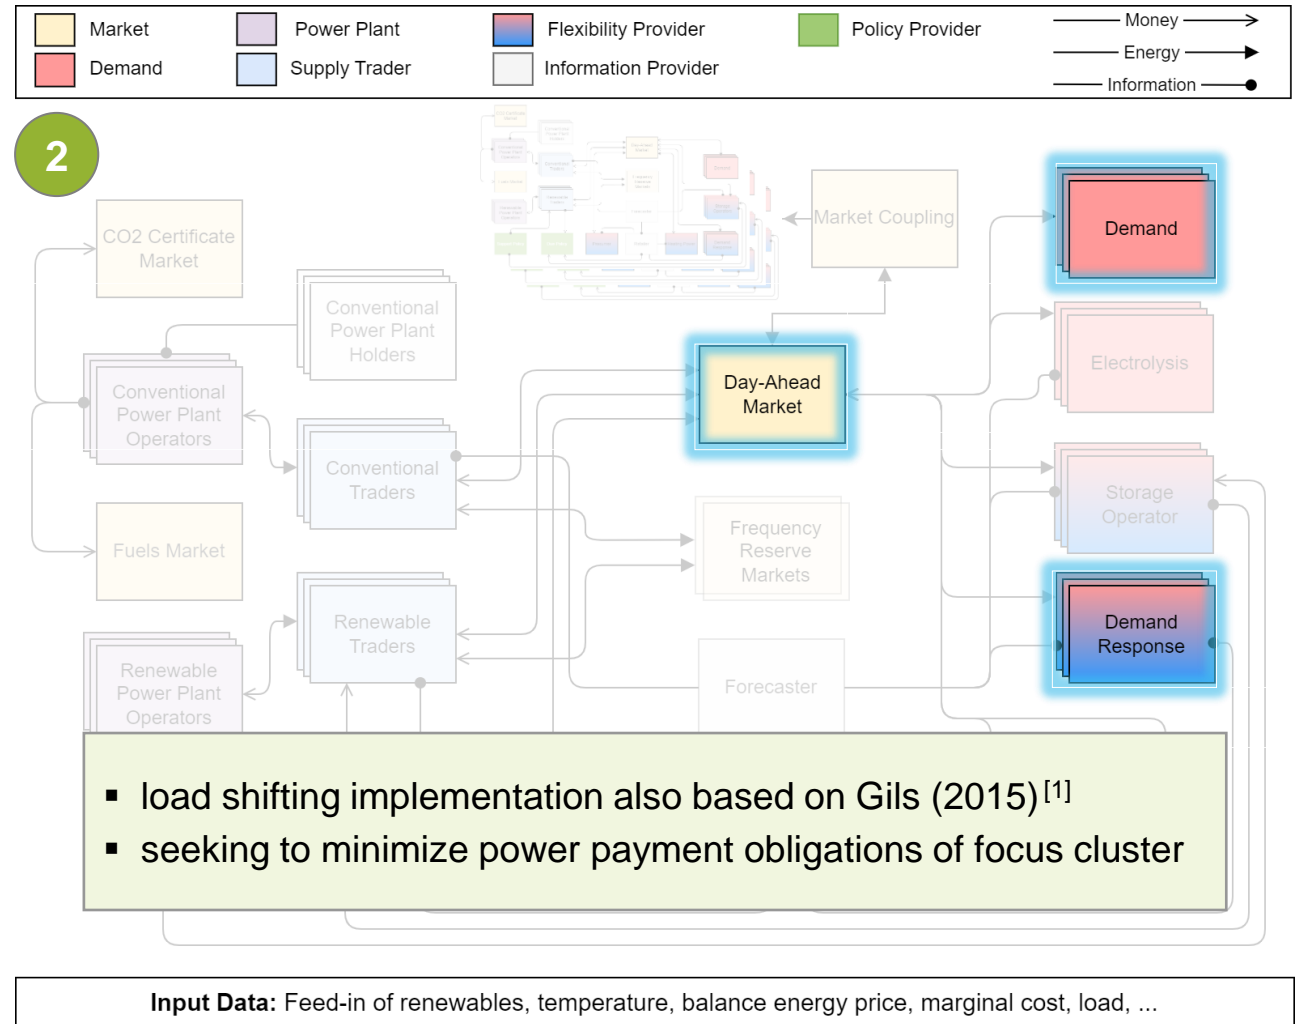 Market
Power Plant
Flexibility Provider
Policy Provider
Money
Energy
Demand
Supply Trader
Information Provider
Information
2
CO2 Certificate
Market
Market Coupling
Demand
Conventional
Power Plant
Holders
Electrolysis
Conventional
Power Plant
Operators
Day-Ahead
Market
Conventional
Traders
Storage
Operator
Fuels Market
Frequency
Reserve
Markets
Renewable
Traders
Demand
Response
Renewable
Power Plant
Operators
Forecaster
▪ load shifting implementation also based on Gils (2015) [1]
▪ seeking to minimize power payment obligations of focus cluster
Input Data: Feed-in of renewables, temperature, balance energy price, marginal cost, load, ...